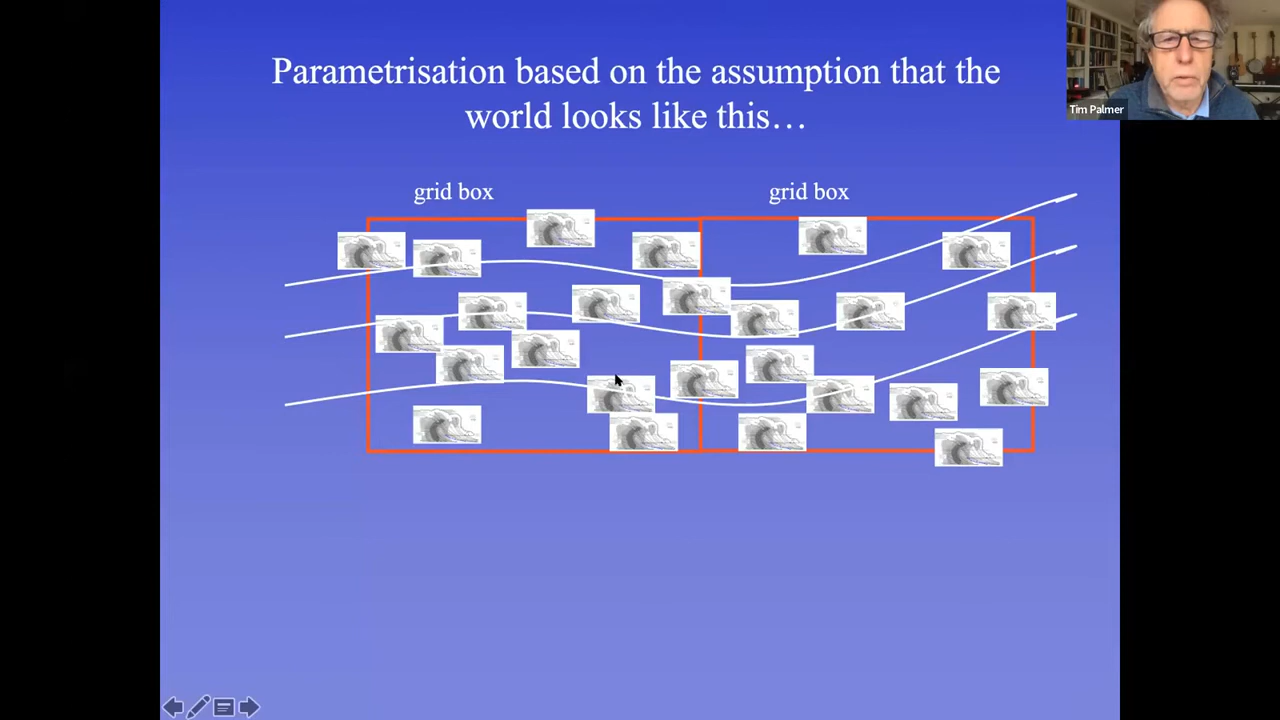 Parametrisation based on the assumption that the
world looks like this…
Tim Palmer
grid box
grid box